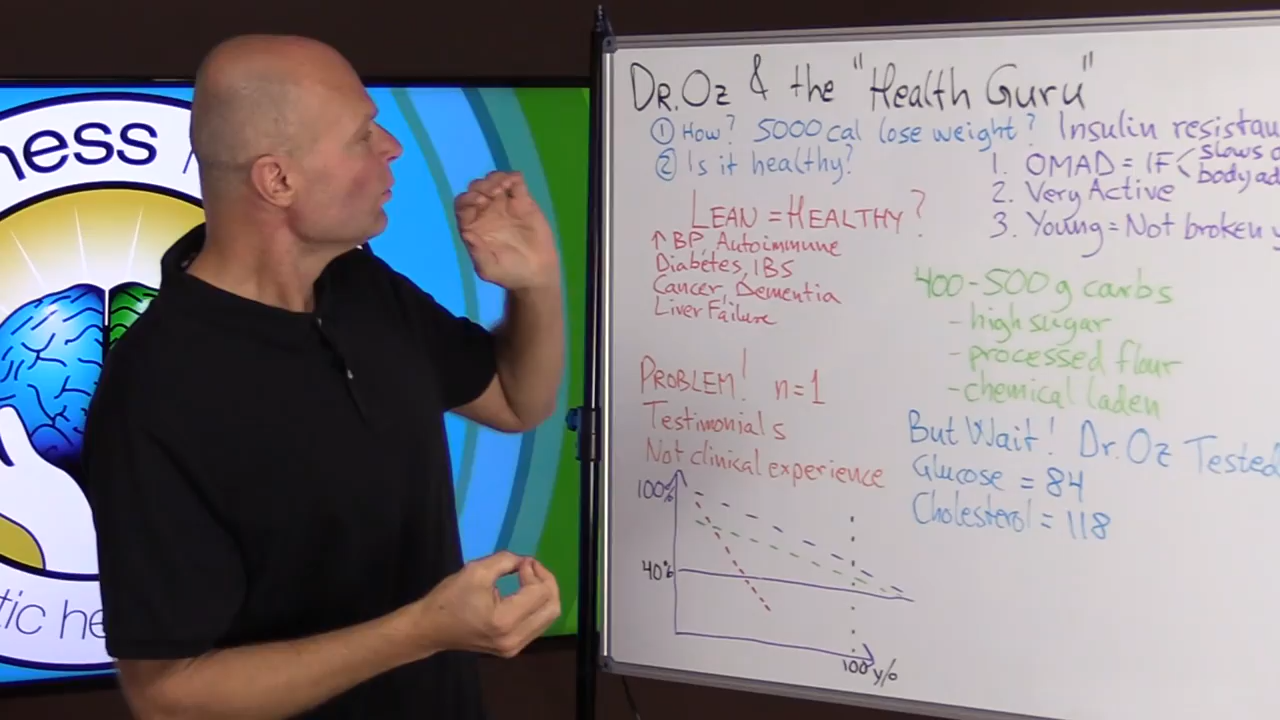 ness
tic he
Dr. Oz & the "Health Guru"
① How? 5000 cal lose weight?
② Is it healthy?
Insulin resistan
1. OMAD = IF < slows
body ad
2. Very Active
3. Young = Not broken y
LEAN = HEALTHY?
↑ BP, Autoimmune
Diabetes, IBS
Cancer, Dementia
Liver Failure
400-500 g carbs
- high sugar
- processed flour
- chemical laden
PROBLEM! n=1
Testimonials
Not clinical experience
But Wait! Dr. Oz Tested
Glucose = 84
Cholesterol = 118
100%
40%
100 y/o